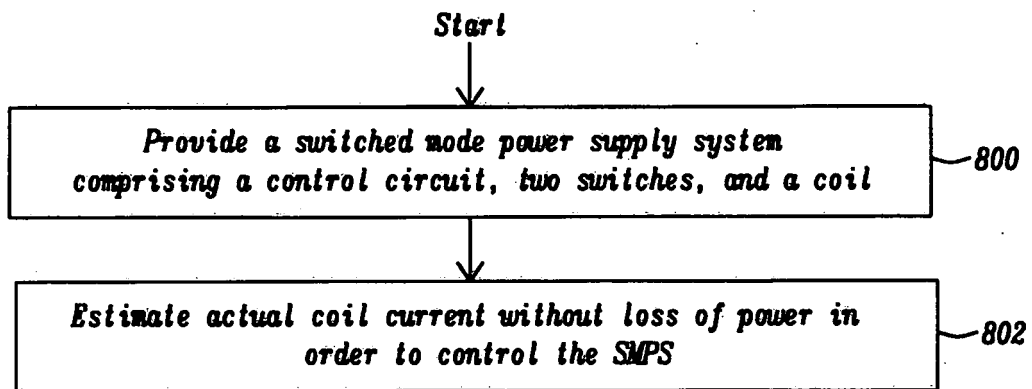 Start
Provide a switched mode power supply system
comprising a control circuit, two switches, and a coil
800
Estimate actual coil current without loss of power in
order to control the SMPS
802